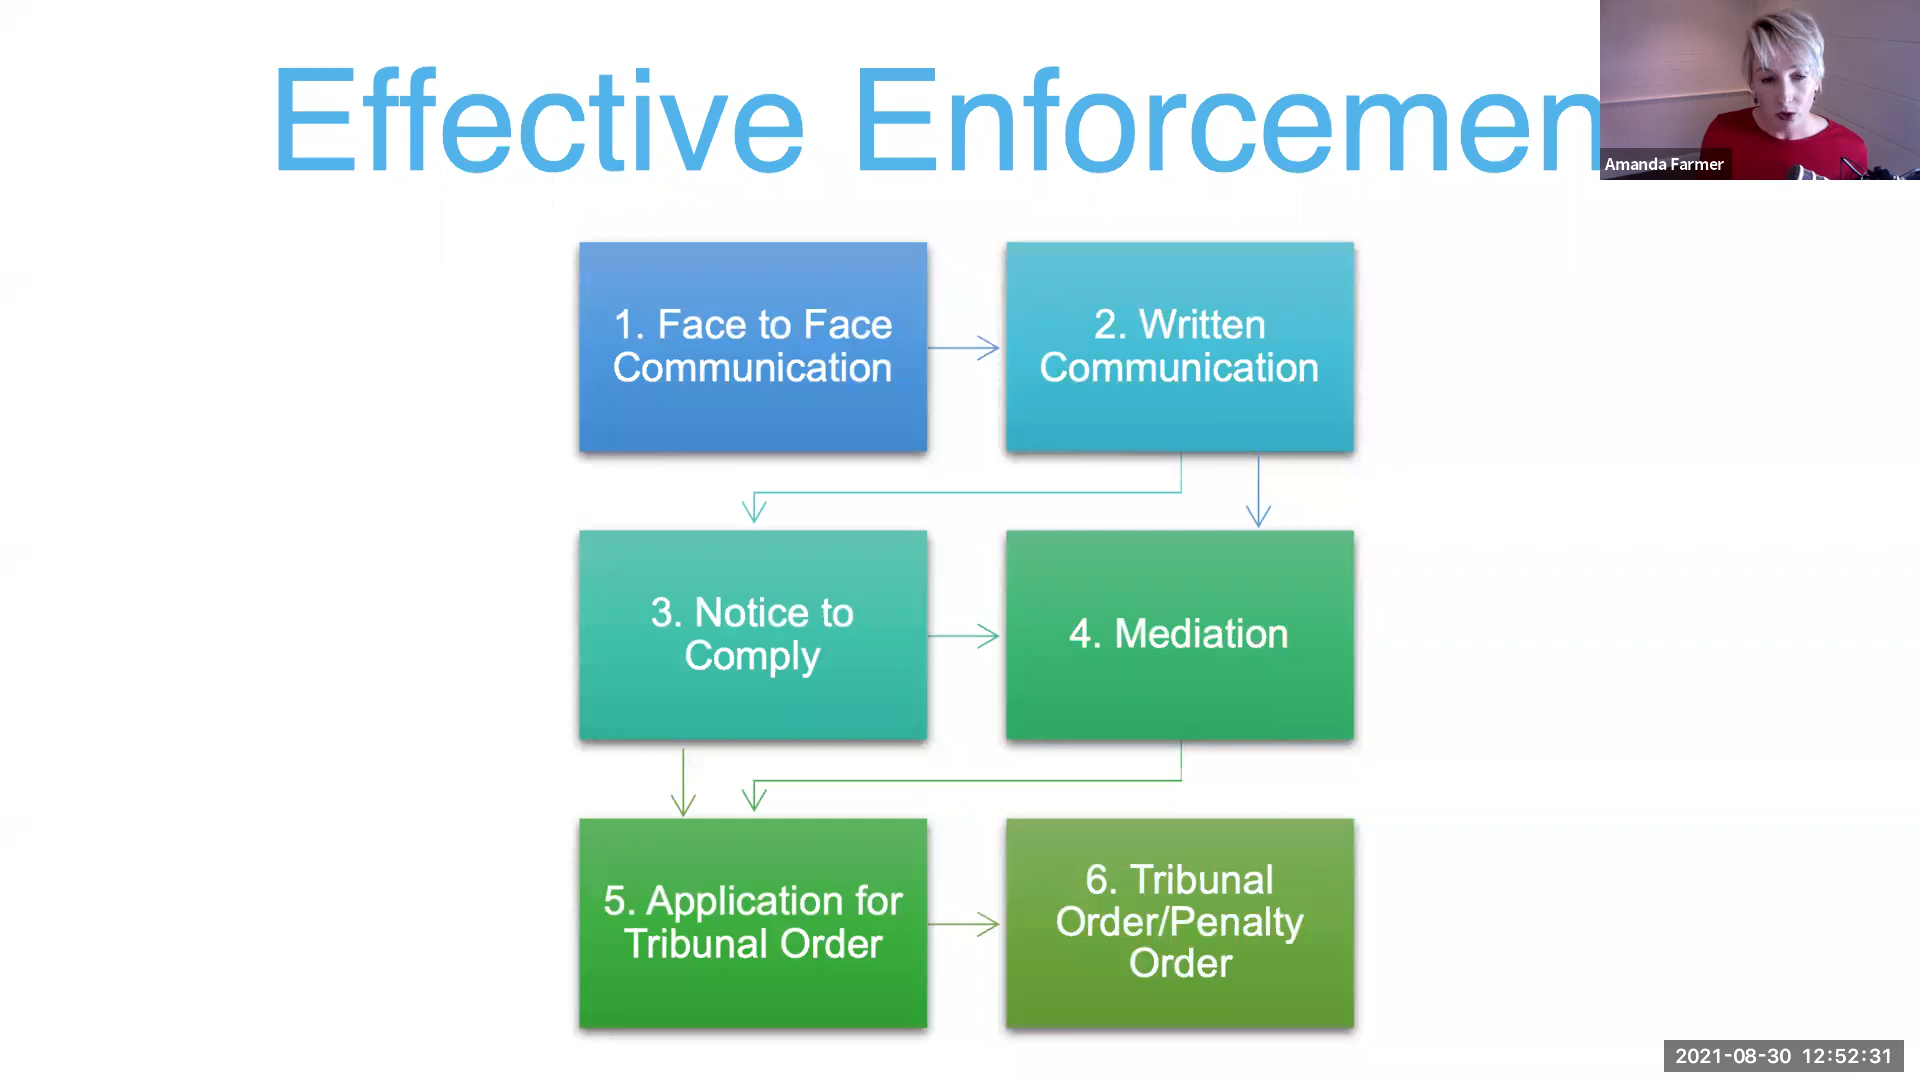 Effective Enforcemen
Amanda Farmer
1. Face to Face
Communication
2. Written
Communication
3. Notice to
Comply
4. Mediation
5. Application for
Tribunal Order
6. Tribunal
Order/Penalty
Order
2021-08-30 12:52:31